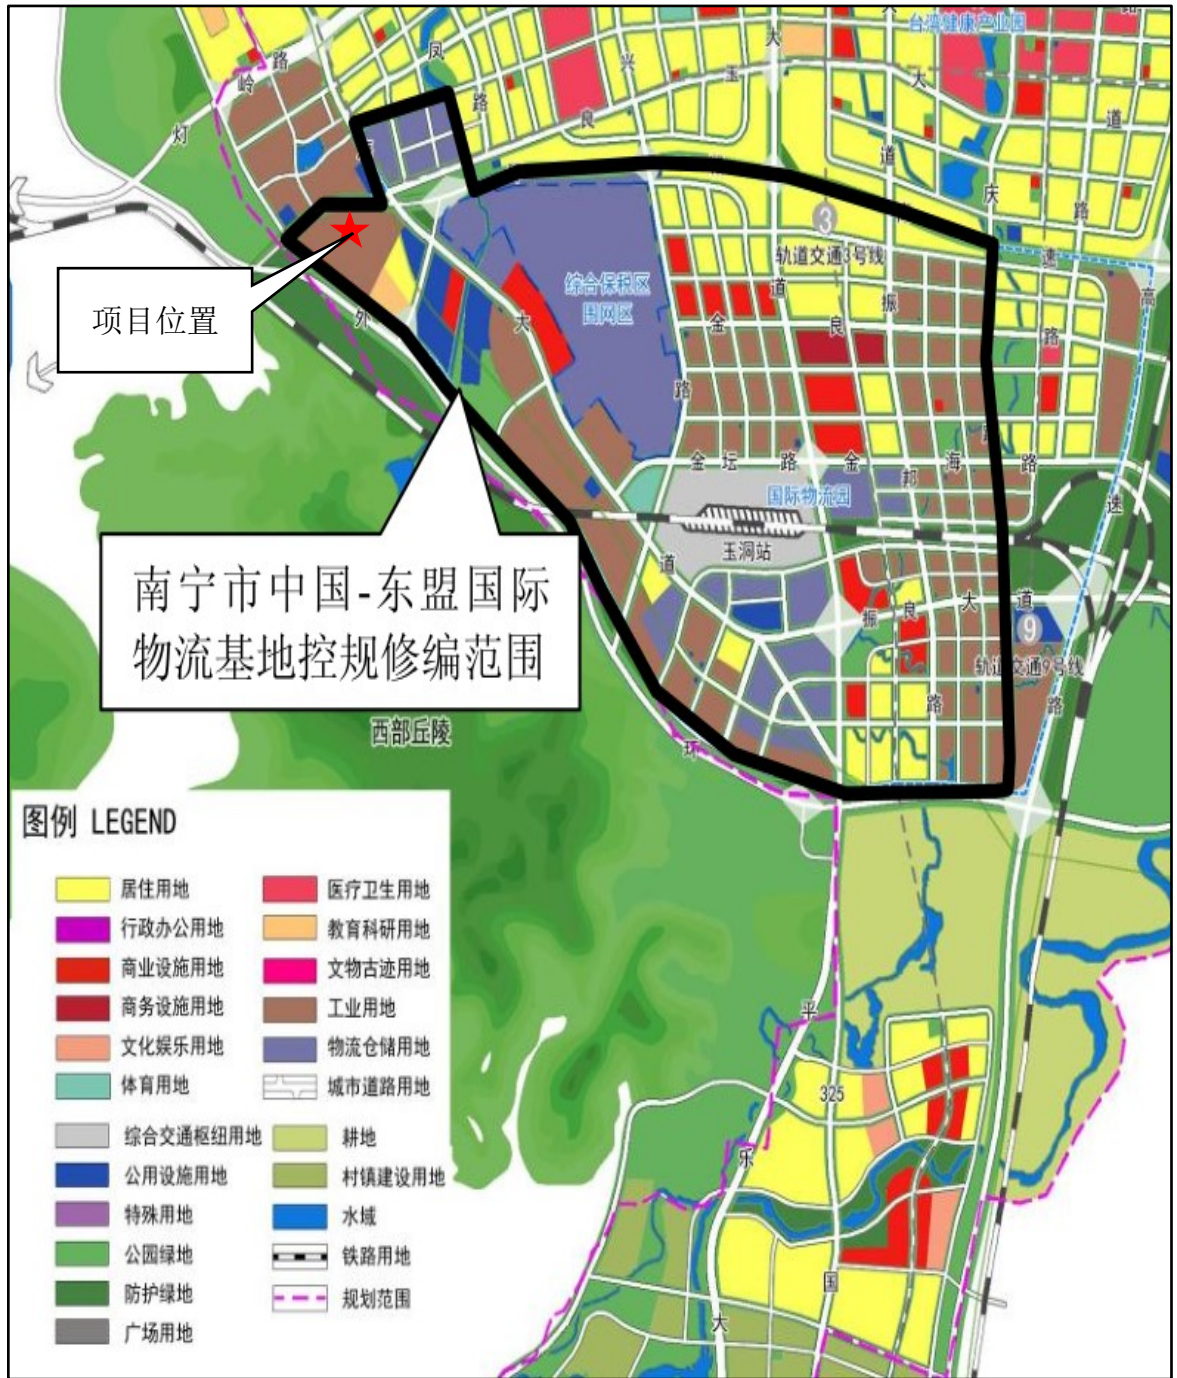 台湾健康产业园
路
凤
岭
灯
路
兴
玉
大
良
大
道
道
庆
路
3
轨道交通3号线
速
高
综合保税区
围网区
道
振
项目位置
外
大
金
良
路
路
金坛路
金邦海路
国际物流园
速
玉洞站
道
振良大道
9
轨道交通9号线
路
路
南宁市中国-东盟国际
物流基地控规修编范围
西部丘陵
环
图例 LEGEND
居住用地
医疗卫生用地
行政办公用地
教育科研用地
商业设施用地
文物古迹用地
商务设施用地
工业用地
文化娱乐用地
物流仓储用地
体育用地
城市道路用地
综合交通枢纽用地
耕地
公用设施用地
村镇建设用地
特殊用地
水域
公园绿地
铁路用地
防护绿地
规划范围
广场用地
平
325
乐
国
大